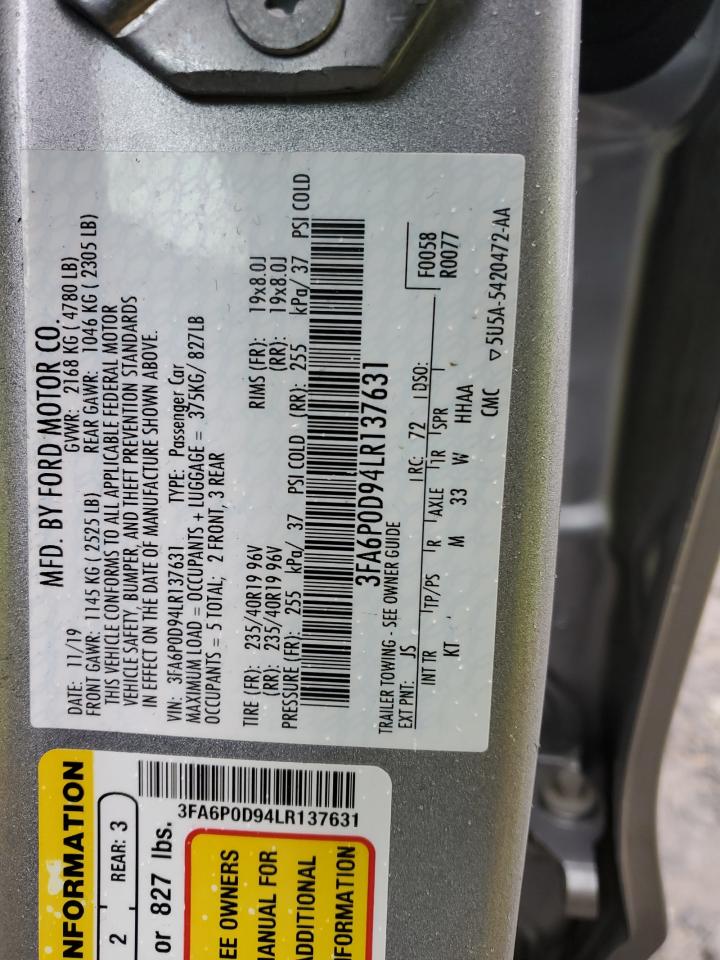 MFD. BY FORD MOTOR CO.
DATE: 11/19 GVWR: 2168 KG ( 4780 LB)
FRONT GAWR: 1145 KG ( 2525 LB) REAR GAWR: 1046 KG ( 2305 LB)
THIS VEHICLE CONFORMS TO ALL APPLICABLE FEDERAL MOTOR
VEHICLE SAFETY, BUMPER, AND THEFT PREVENTION STANDARDS
IN EFFECT ON THE DATE OF MANUFACTURE SHOWN ABOVE.
VIN: 3FA6P0D94LR137631 TYPE: Passenger Car
MAXIMUM LOAD = OCCUPANTS + LUGGAGE = 375KG/ 827LB
OCCUPANTS = 5 TOTAL; 2 FRONT, 3 REAR
TIRE (FR): 235/40R19 96V RIMS (FR): 19x8.0J
(RR): 235/40R19 96V (RR): 19x8.0J
PRESSURE (FR): 255 kPa/ 37 PSI COLD (RR): 255 kPa/ 37 PSI COLD
3FA6P0D94LR137631
TRAILER TOWING - SEE OWNER GUIDE
EXT PNT: JS RC: 72 DSO: F0058
INT TR TP/PS R AXLE TR SPR R0077
KT M 33 W HHAA
CMC ▽5U5A-5420472-AA
NFORMATION
2 REAR: 3
or 827 lbs.
3FA6P0D94LR137631
EE OWNERS
ANUAL FOR
ADDITIONAL
FORMATION